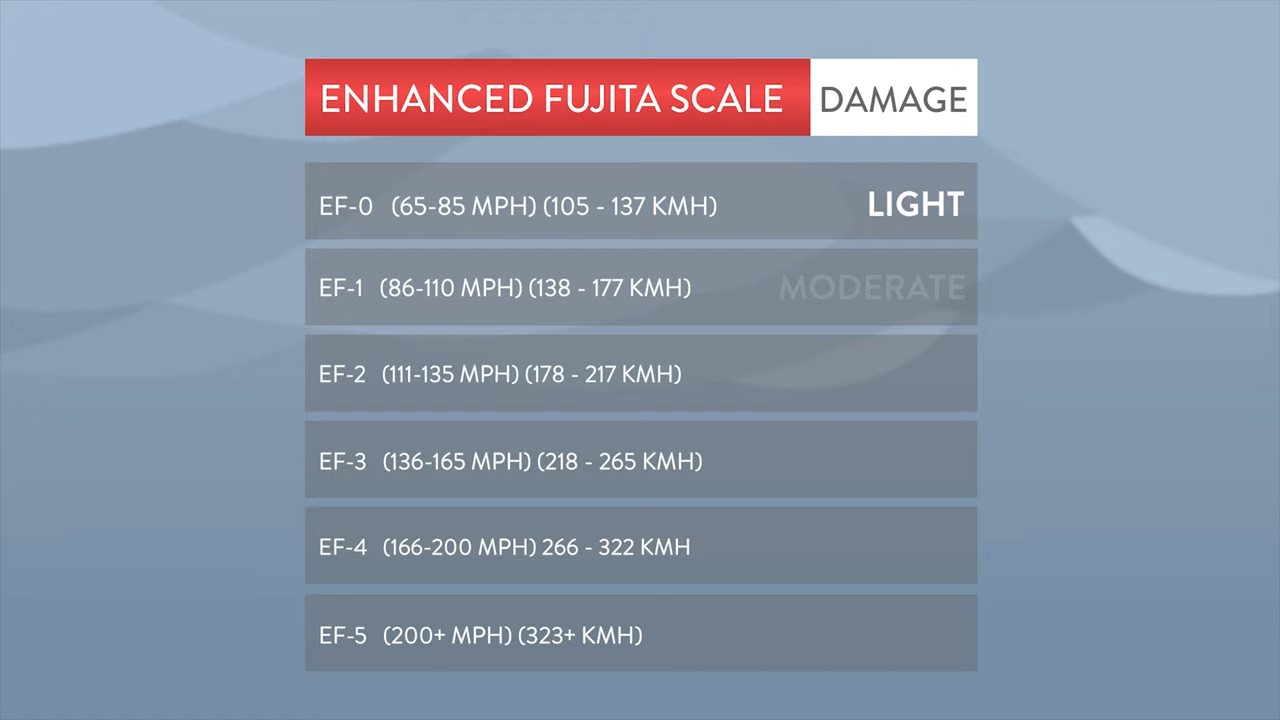 ENHANCED FUJITA SCALE DAMAGE
EF-0 (65-85 MPH) (105 - 137 KMH) LIGHT
EF-1 (86-110 MPH) (138 - 177 KMH) MODERATE
EF-2 (111-135 MPH) (178 - 217 KMH)
EF-3 (136-165 MPH) (218 - 265 KMH)
EF-4 (166-200 MPH) 266 - 322 KMH
EF-5 (200+ MPH) (323+ KMH)